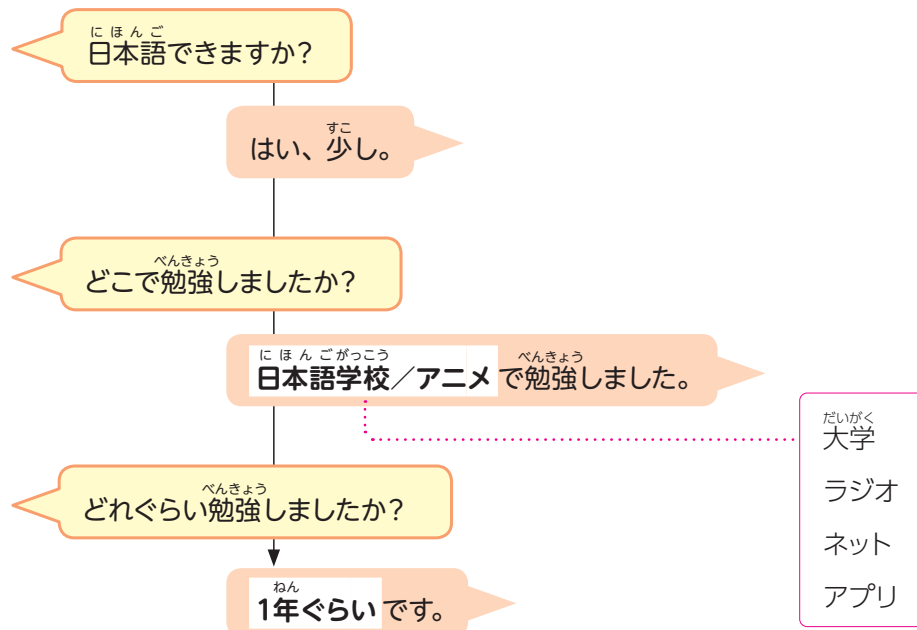 にほんご
日本語できますか？
すこ
はい、少し。
べんきょう
どこで勉強しましたか？
にほんごがっこう べんきょう
日本語学校／アニメで勉強しました。
だいがく
大学
ラジオ
ネット
アプリ
べんきょう
どれぐらい勉強しましたか？
ねん
1年ぐらいです。